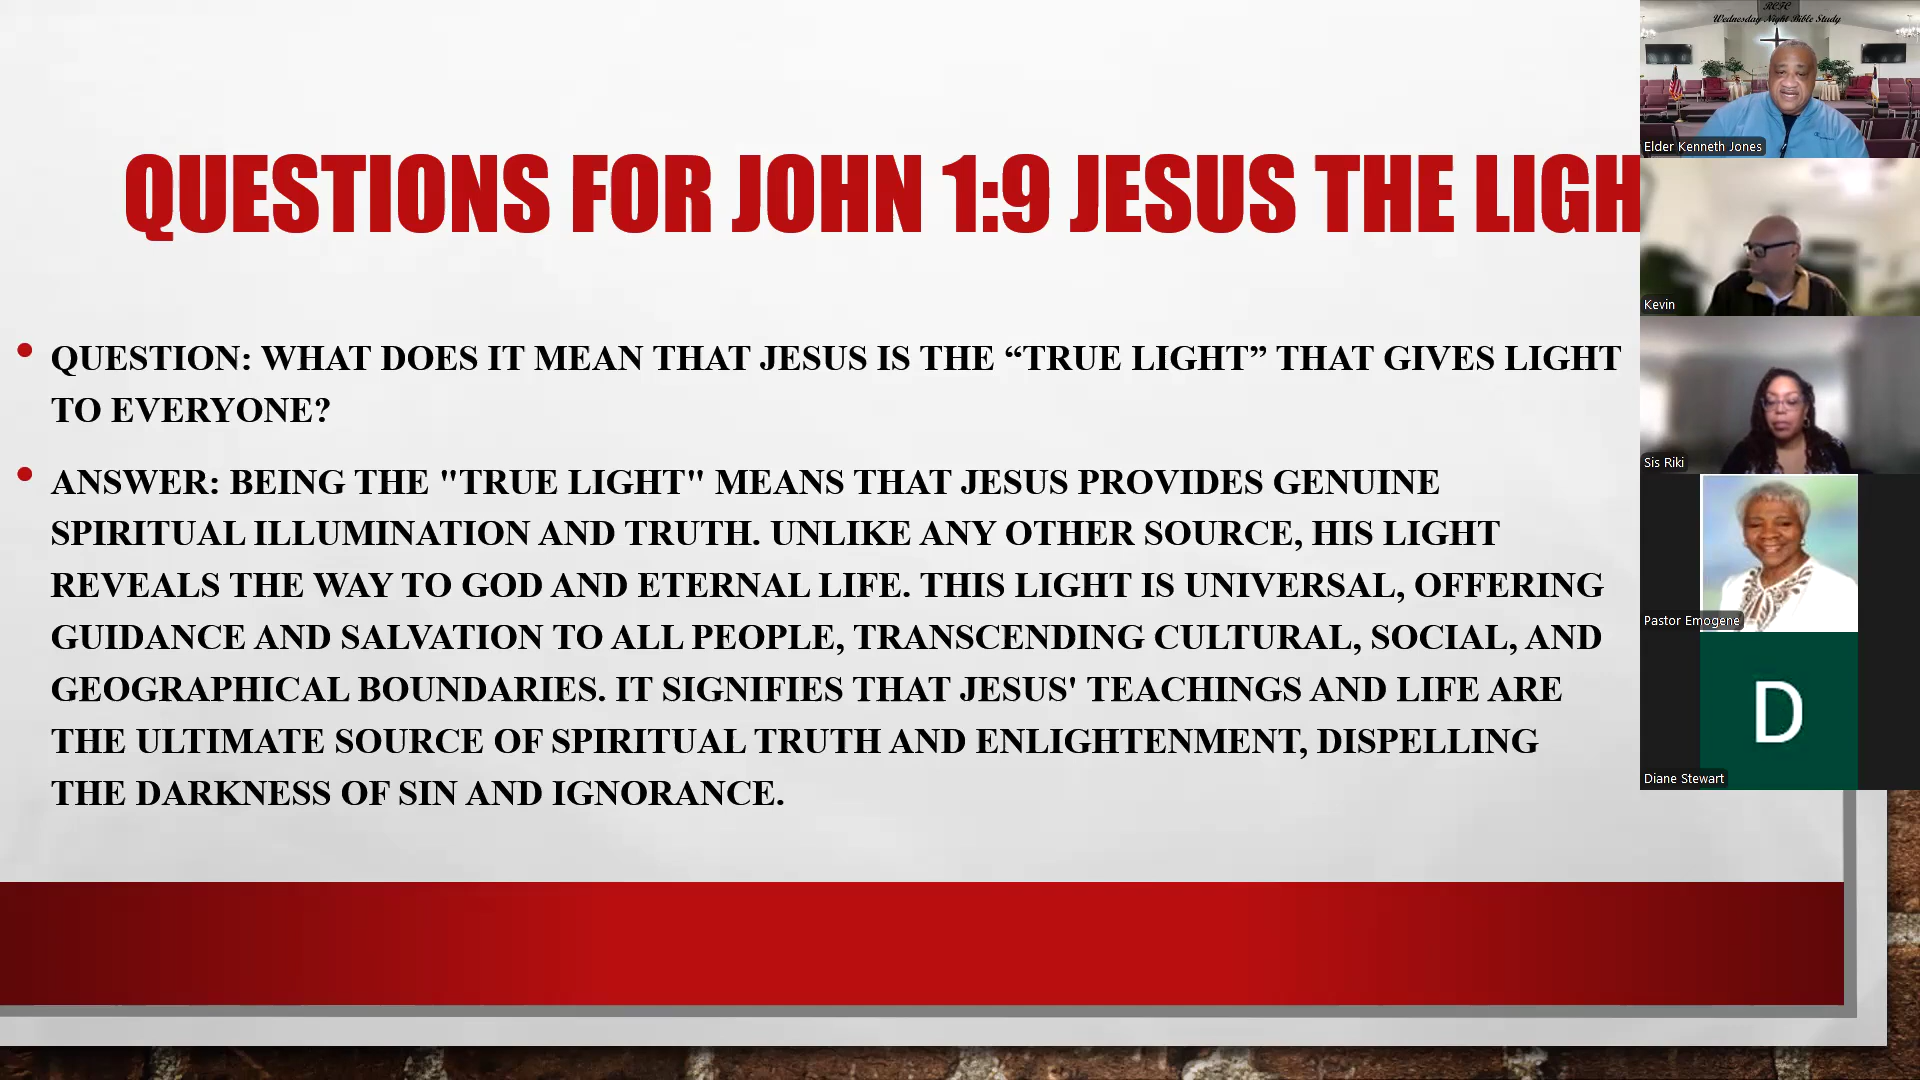 QUESTIONS FOR JOHN 1:9 JESUS THE LIGH
QUESTION: WHAT DOES IT MEAN THAT JESUS IS THE “TRUE LIGHT” THAT GIVES LIGHT
TO EVERYONE?
ANSWER: BEING THE "TRUE LIGHT" MEANS THAT JESUS PROVIDES GENUINE
SPIRITUAL ILLUMINATION AND TRUTH. UNLIKE ANY OTHER SOURCE, HIS LIGHT
REVEALS THE WAY TO GOD AND ETERNAL LIFE. THIS LIGHT IS UNIVERSAL, OFFERING
GUIDANCE AND SALVATION TO ALL PEOPLE, TRANSCENDING CULTURAL, SOCIAL, AND
GEOGRAPHICAL BOUNDARIES. IT SIGNIFIES THAT JESUS' TEACHINGS AND LIFE ARE
THE ULTIMATE SOURCE OF SPIRITUAL TRUTH AND ENLIGHTENMENT, DISPELLING
THE DARKNESS OF SIN AND IGNORANCE.
RCFC
Wednesday Night Bible Study
Elder Kenneth Jones
Kevin
Sis Riki
Pastor Emogene
D
Diane Stewart